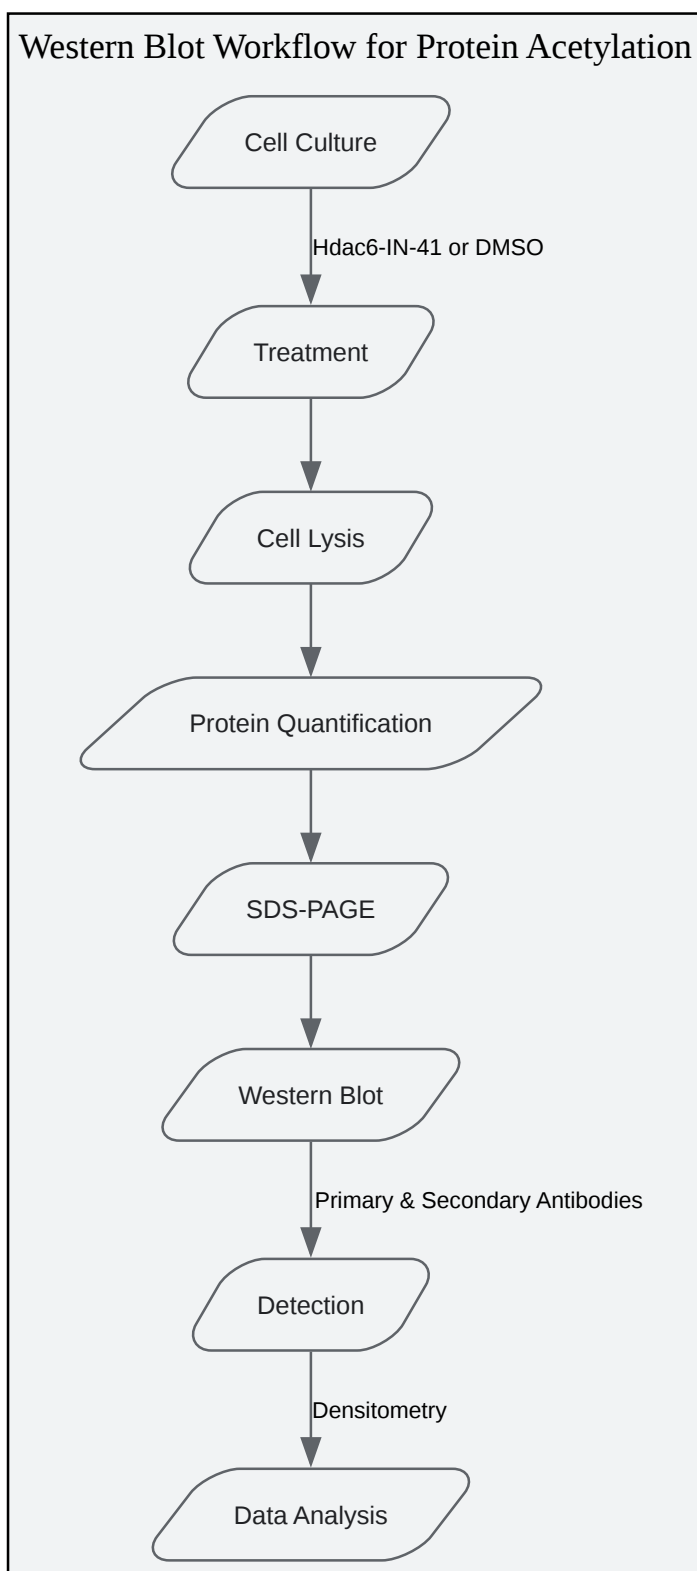 Western Blot Workflow for Protein Acetylation
Cell Culture
Hdac6-IN-41 or DMSO
Treatment
Cell Lysis
Protein Quantification
SDS-PAGE
Western Blot
Primary & Secondary Antibodies
Detection
Densitometry
Data Analysis